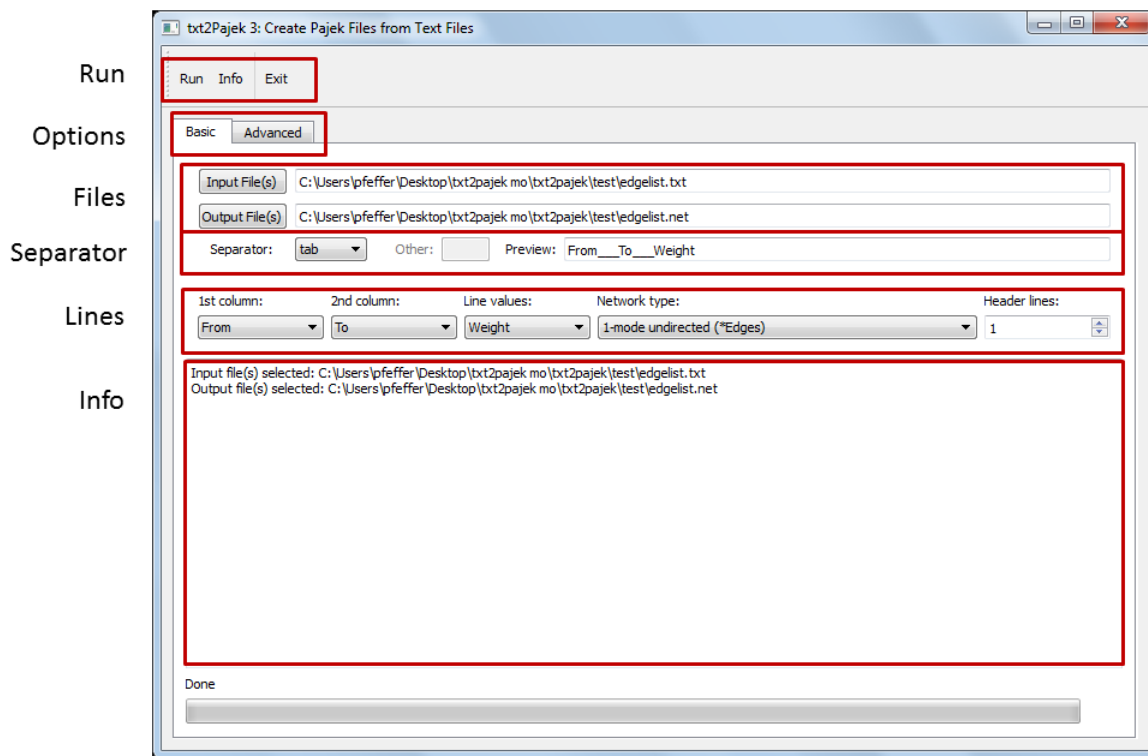 txt2Pajek 3: Create Pajek Files from Text Files
Run
Run Info Exit
Options
Basic Advanced
Files
Input File(s) C:\Users\pfeffer\Desktop\txt2pajek mo\txt2pajek\test\edgelist.txt
Output File(s) C:\Users\pfeffer\Desktop\txt2pajek mo\txt2pajek\test\edgelist.net
Separator
Separator: tab Other: Preview: From___To___Weight
Lines
1st column: 2nd column: Line values: Network type: Header lines:
From To Weight 1-mode undirected (*Edges) 1
Info
Input file(s) selected: C:\Users\pfeffer\Desktop\txt2pajek mo\txt2pajek\test\edgelist.txt
Output file(s) selected: C:\Users\pfeffer\Desktop\txt2pajek mo\txt2pajek\test\edgelist.net
Done